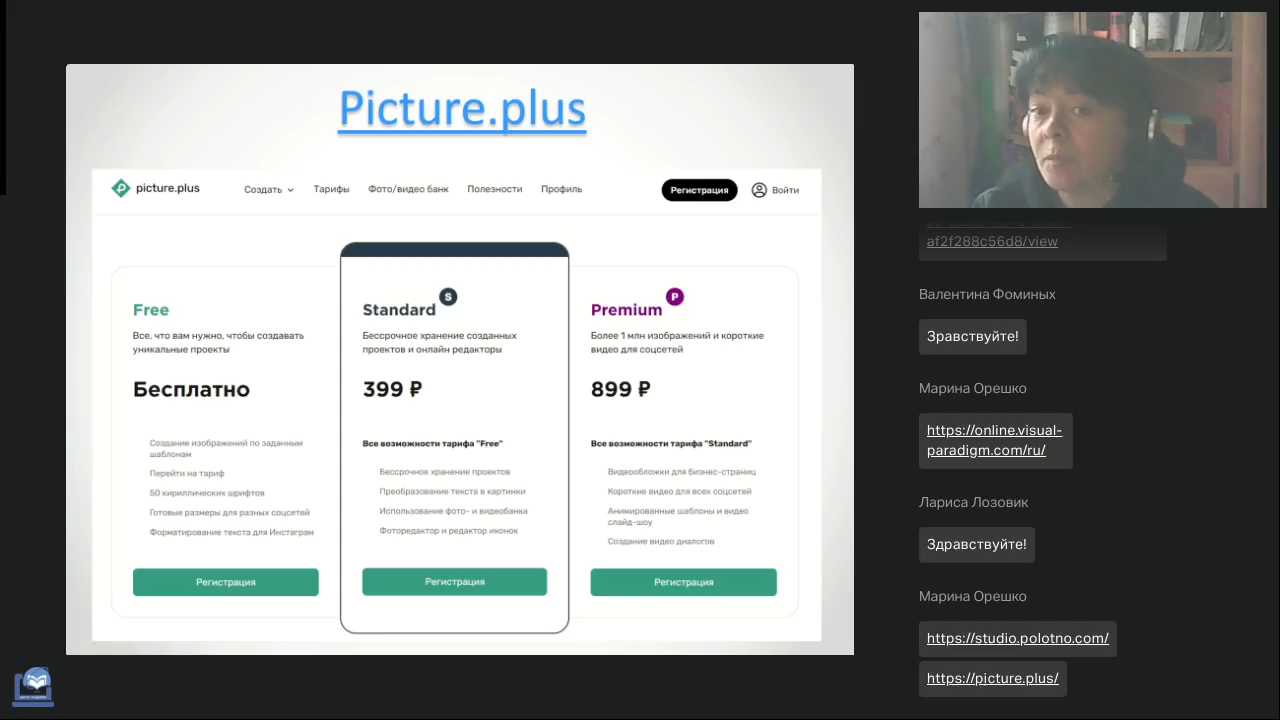 Picture.plus
picture.plus
Создать
Тарифы
Фото/видео банк
Полезности
Профиль
Регистрация
Войти
Free
Все, что вам нужно, чтобы создавать
уникальные проекты
Бесплатно
Создание изображений по заданным
шаблонам
Перейти на тариф
50 кириллических шрифтов
Готовые размеры для разных соцсетей
Форматирование текста для Инстаграм
Регистрация
Standard
S
Бессрочное хранение созданных
проектов и онлайн редакторы
399 ₽
Все возможности тарифа "Free"
Бессрочное хранение проектов
Преобразование текста в картинки
Использование фото- и видеобанка
Фоторедактор и редактор иконок
Регистрация
Premium
P
Более 1 млн изображений и короткие
видео для соцсетей
899 ₽
Все возможности тарифа "Standard"
Видеообложки для бизнес-страниц
Короткие видео для всех соцсетей
Анимированные шаблоны и видео
слайд-шоу
Создание видео диалогов
Регистрация
af2f288c56d8/view
Валентина Фоминых
Зравствуйте!
Марина Орешко
https://online.visual-
paradigm.com/ru/
Лариса Лозовик
Здравствуйте!
Марина Орешко
https://studio.polotno.com/
https://picture.plus/